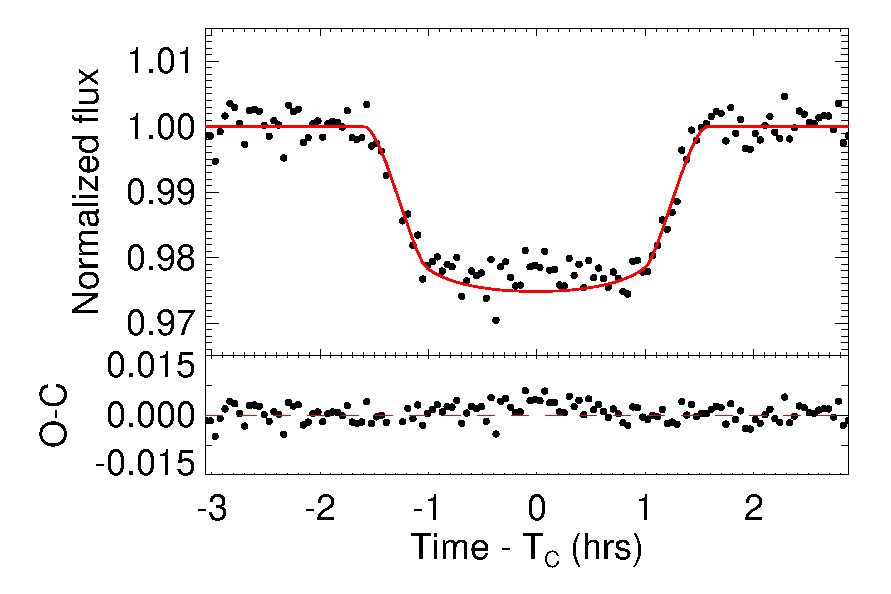 Normalized flux
1.01
1.00
0.99
0.98
0.97
O-C
0.015
0.000
-0.015
-3 -2 -1 0 1 2
Time - T_C (hrs)